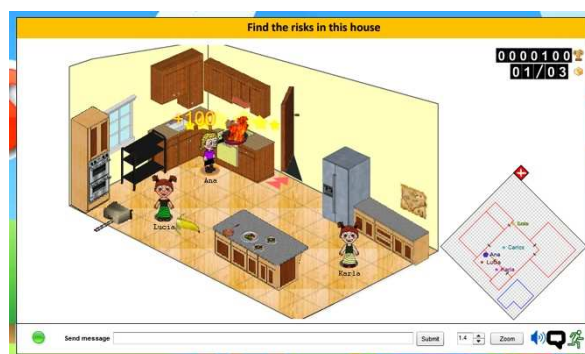 Find the risks in this house
0000100
01/03
+100
Ana
Lucia
Karla
Luis
Carlos
Ana
Lucia
Karla
Send message
Submit
1.4
Zoom